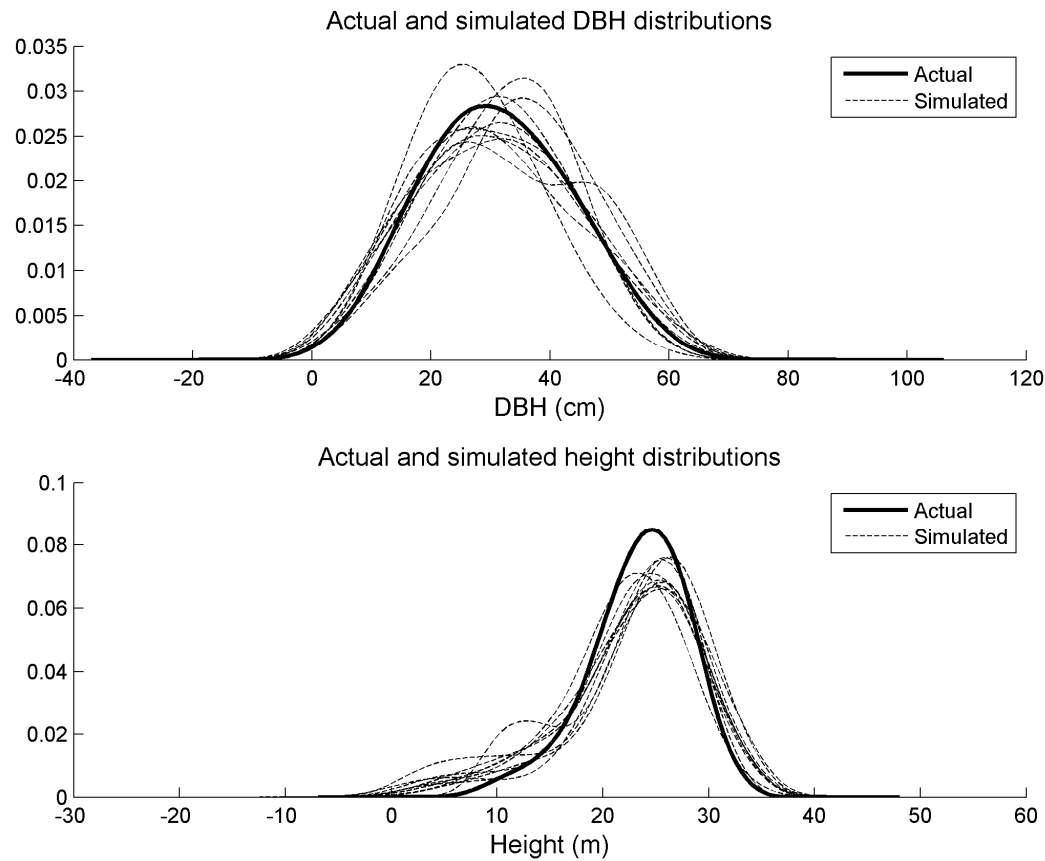 Actual and simulated DBH distributions
0.035
0.03
0.025
0.02
0.015
0.01
0.005
0
Actual
Simulated
-40 -20 0 20 40 60 80 100 120
DBH (cm)
Actual and simulated height distributions
0.1
0.08
0.06
0.04
0.02
0
Actual
Simulated
-30 -20 -10 0 10 20 30 40 50 60
Height (m)